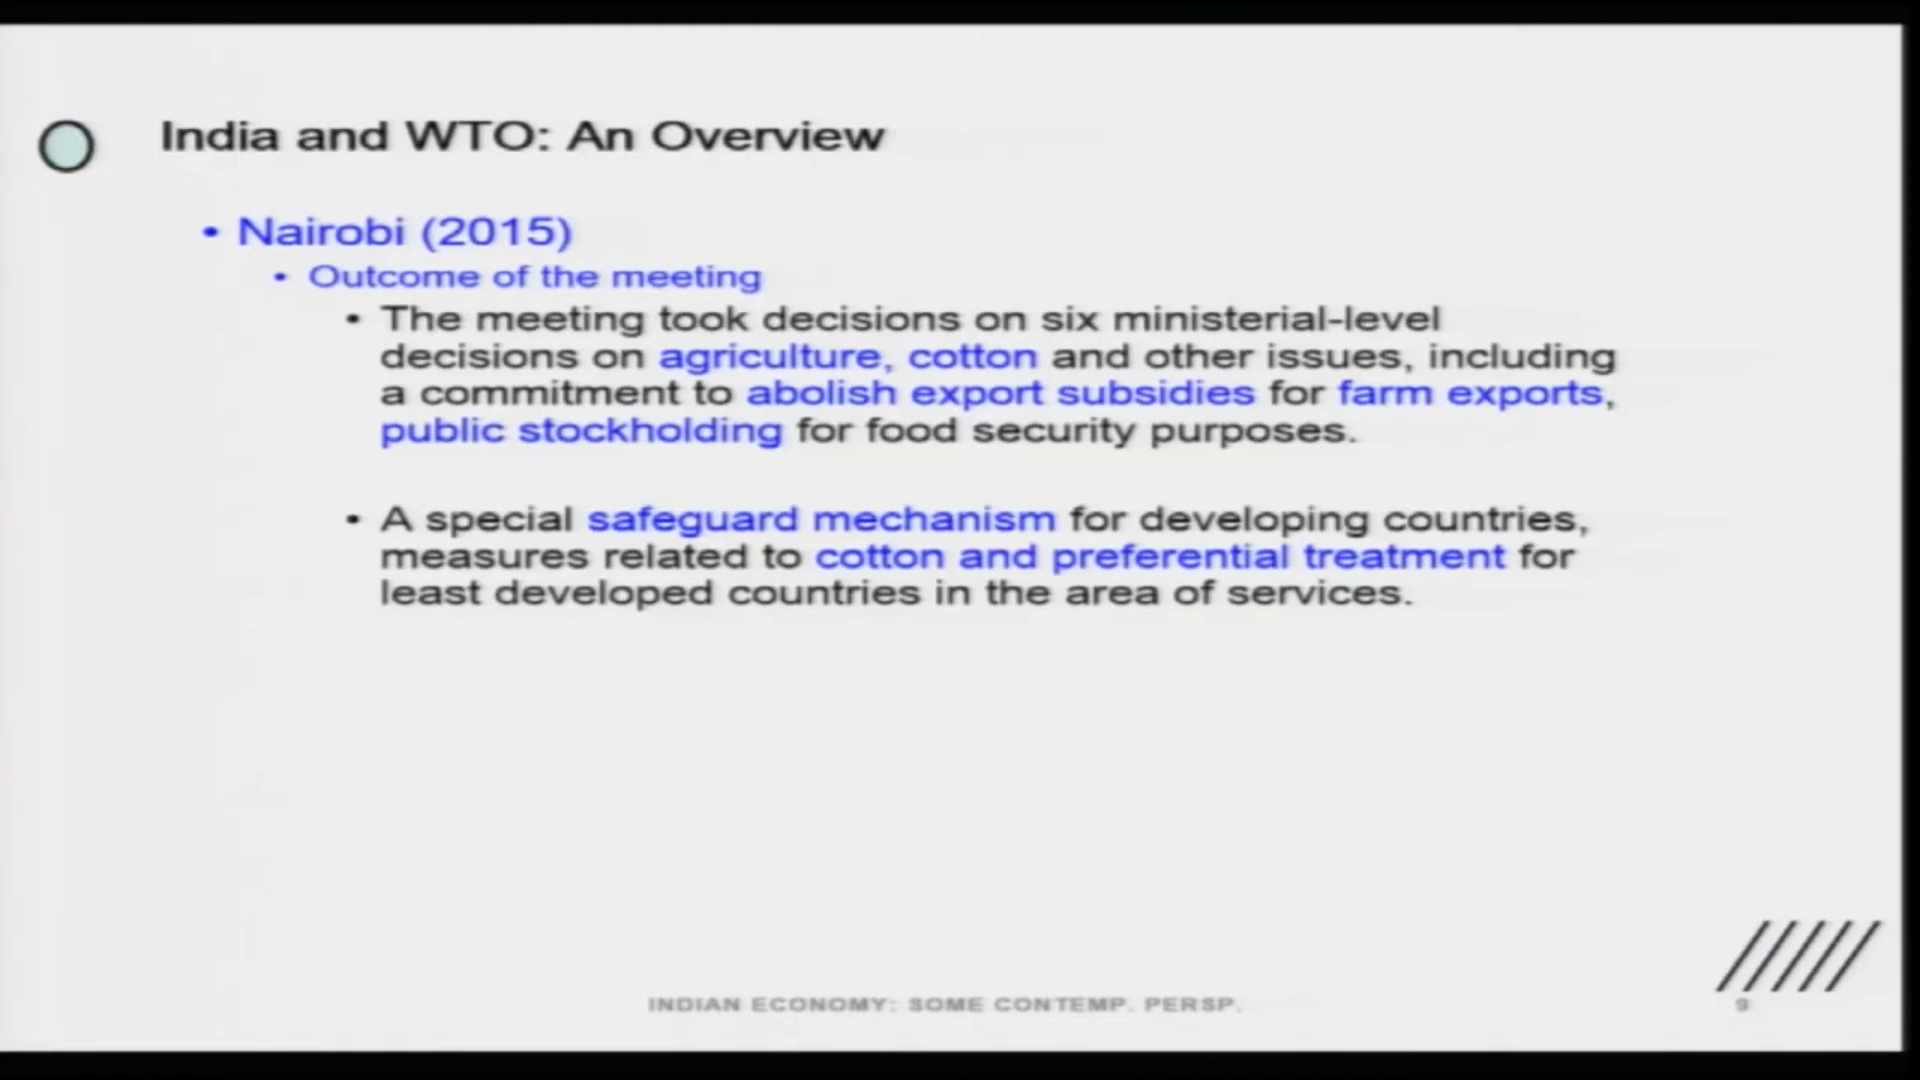 India and WTO: An Overview
• Nairobi (2015)
• Outcome of the meeting
• The meeting took decisions on six ministerial-level
decisions on agriculture, cotton and other issues, including
a commitment to abolish export subsidies for farm exports,
public stockholding for food security purposes.
• A special safeguard mechanism for developing countries,
measures related to cotton and preferential treatment for
least developed countries in the area of services.
INDIAN ECONOMY: SOME CONTEMP. PERSP.
9